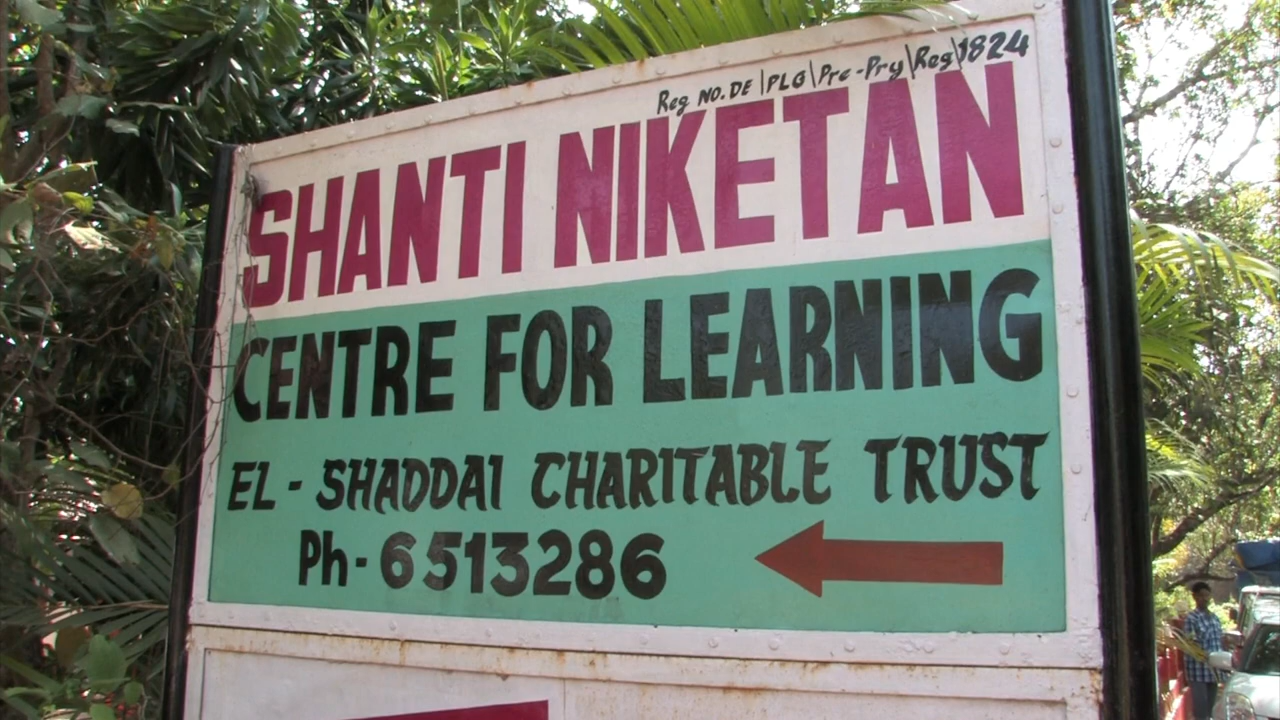 Reg NO.DE\PLG\Pre-Pry\Reg\1824
SHANTI NIKETAN
CENTRE FOR LEARNING
EL - SHADDAI CHARITABLE TRUST
Ph - 6513286